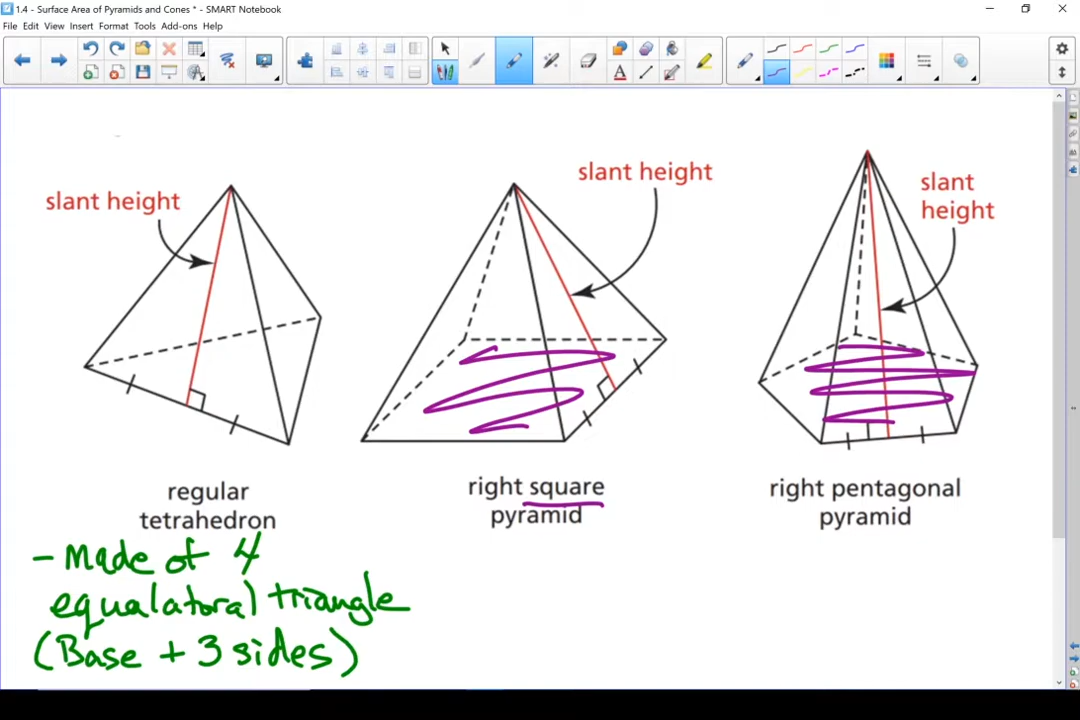 1.4 - Surface Area of Pyramids and Cones * - SMART Notebook
File Edit View Insert Format Tools Add-ons Help
slant height
slant height
slant
height
regular
tetrahedron
right square
pyramid
right pentagonal
pyramid
- Made of 4
equalatoral triangle
(Base + 3 sides)